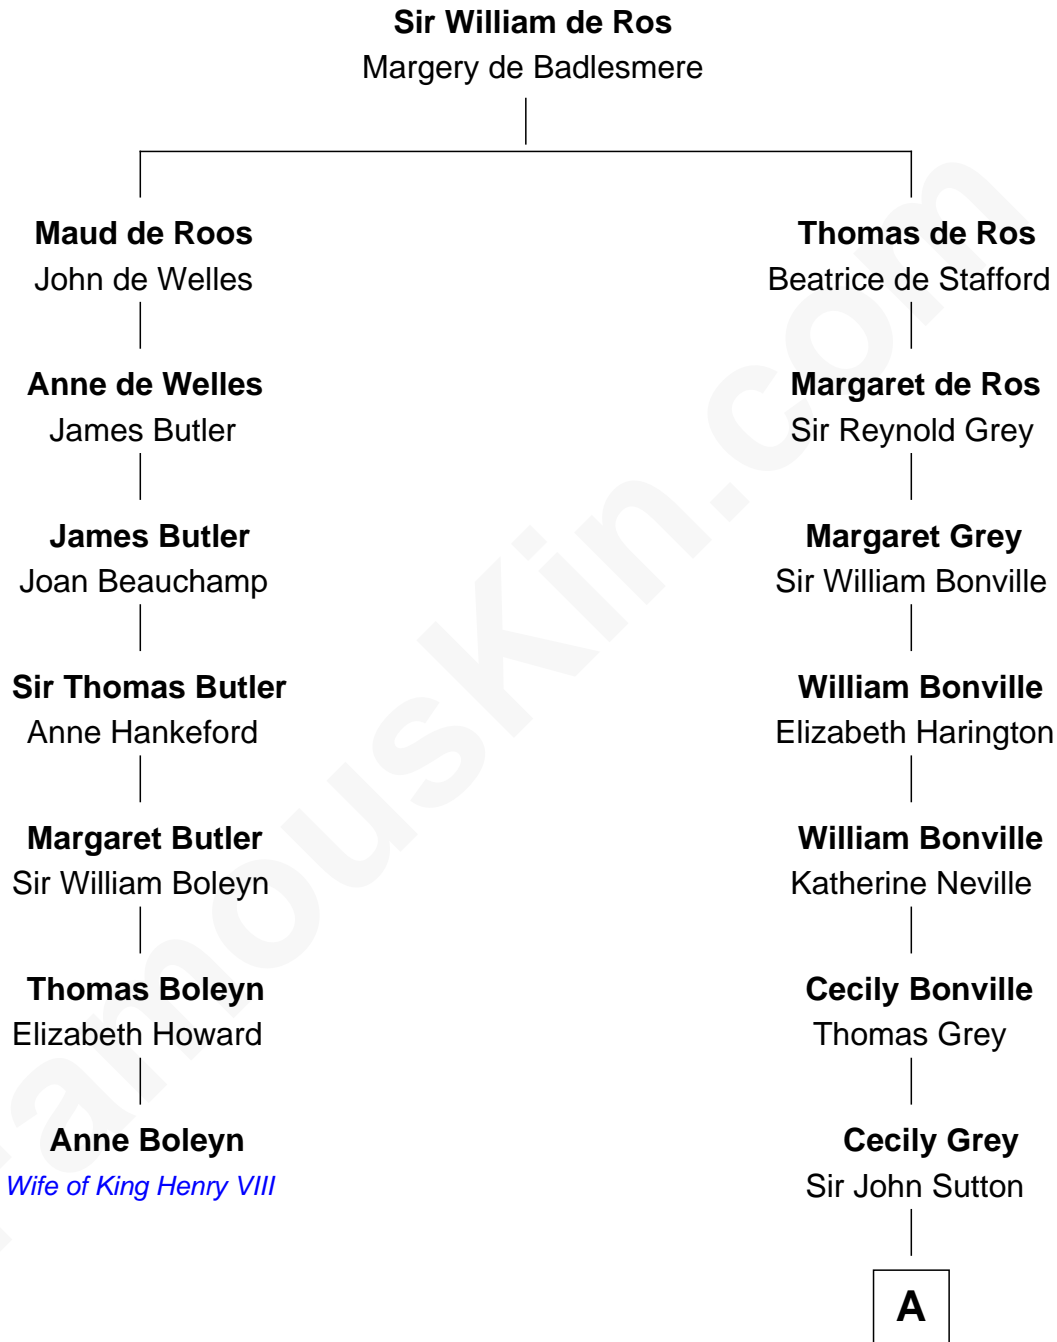 Sir William de Ros
Margery de Badlesmere
Maud de Roos
John de Welles
Anne de Welles
James Butler
James Butler
Joan Beauchamp
Sir Thomas Butler
Anne Hankeford
Margaret Butler
Sir William Boleyn
Thomas Boleyn
Elizabeth Howard
Anne Boleyn
Wife of King Henry VIII
Thomas de Ros
Beatrice de Stafford
Margaret de Ros
Sir Reynold Grey
Margaret Grey
Sir William Bonville
William Bonville
Elizabeth Harington
William Bonville
Katherine Neville
Cecily Bonville
Thomas Grey
Cecily Grey
Sir John Sutton
A
FamousKin.com